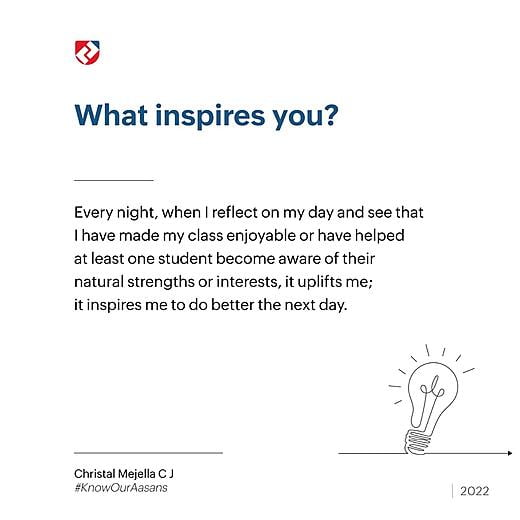 What inspires you?
Every night, when I reflect on my day and see that
I have made my class enjoyable or have helped
at least one student become aware of their
natural strengths or interests, it uplifts me;
it inspires me to do better the next day.
Christal Mejella C J
#KnowOurAasans
2022